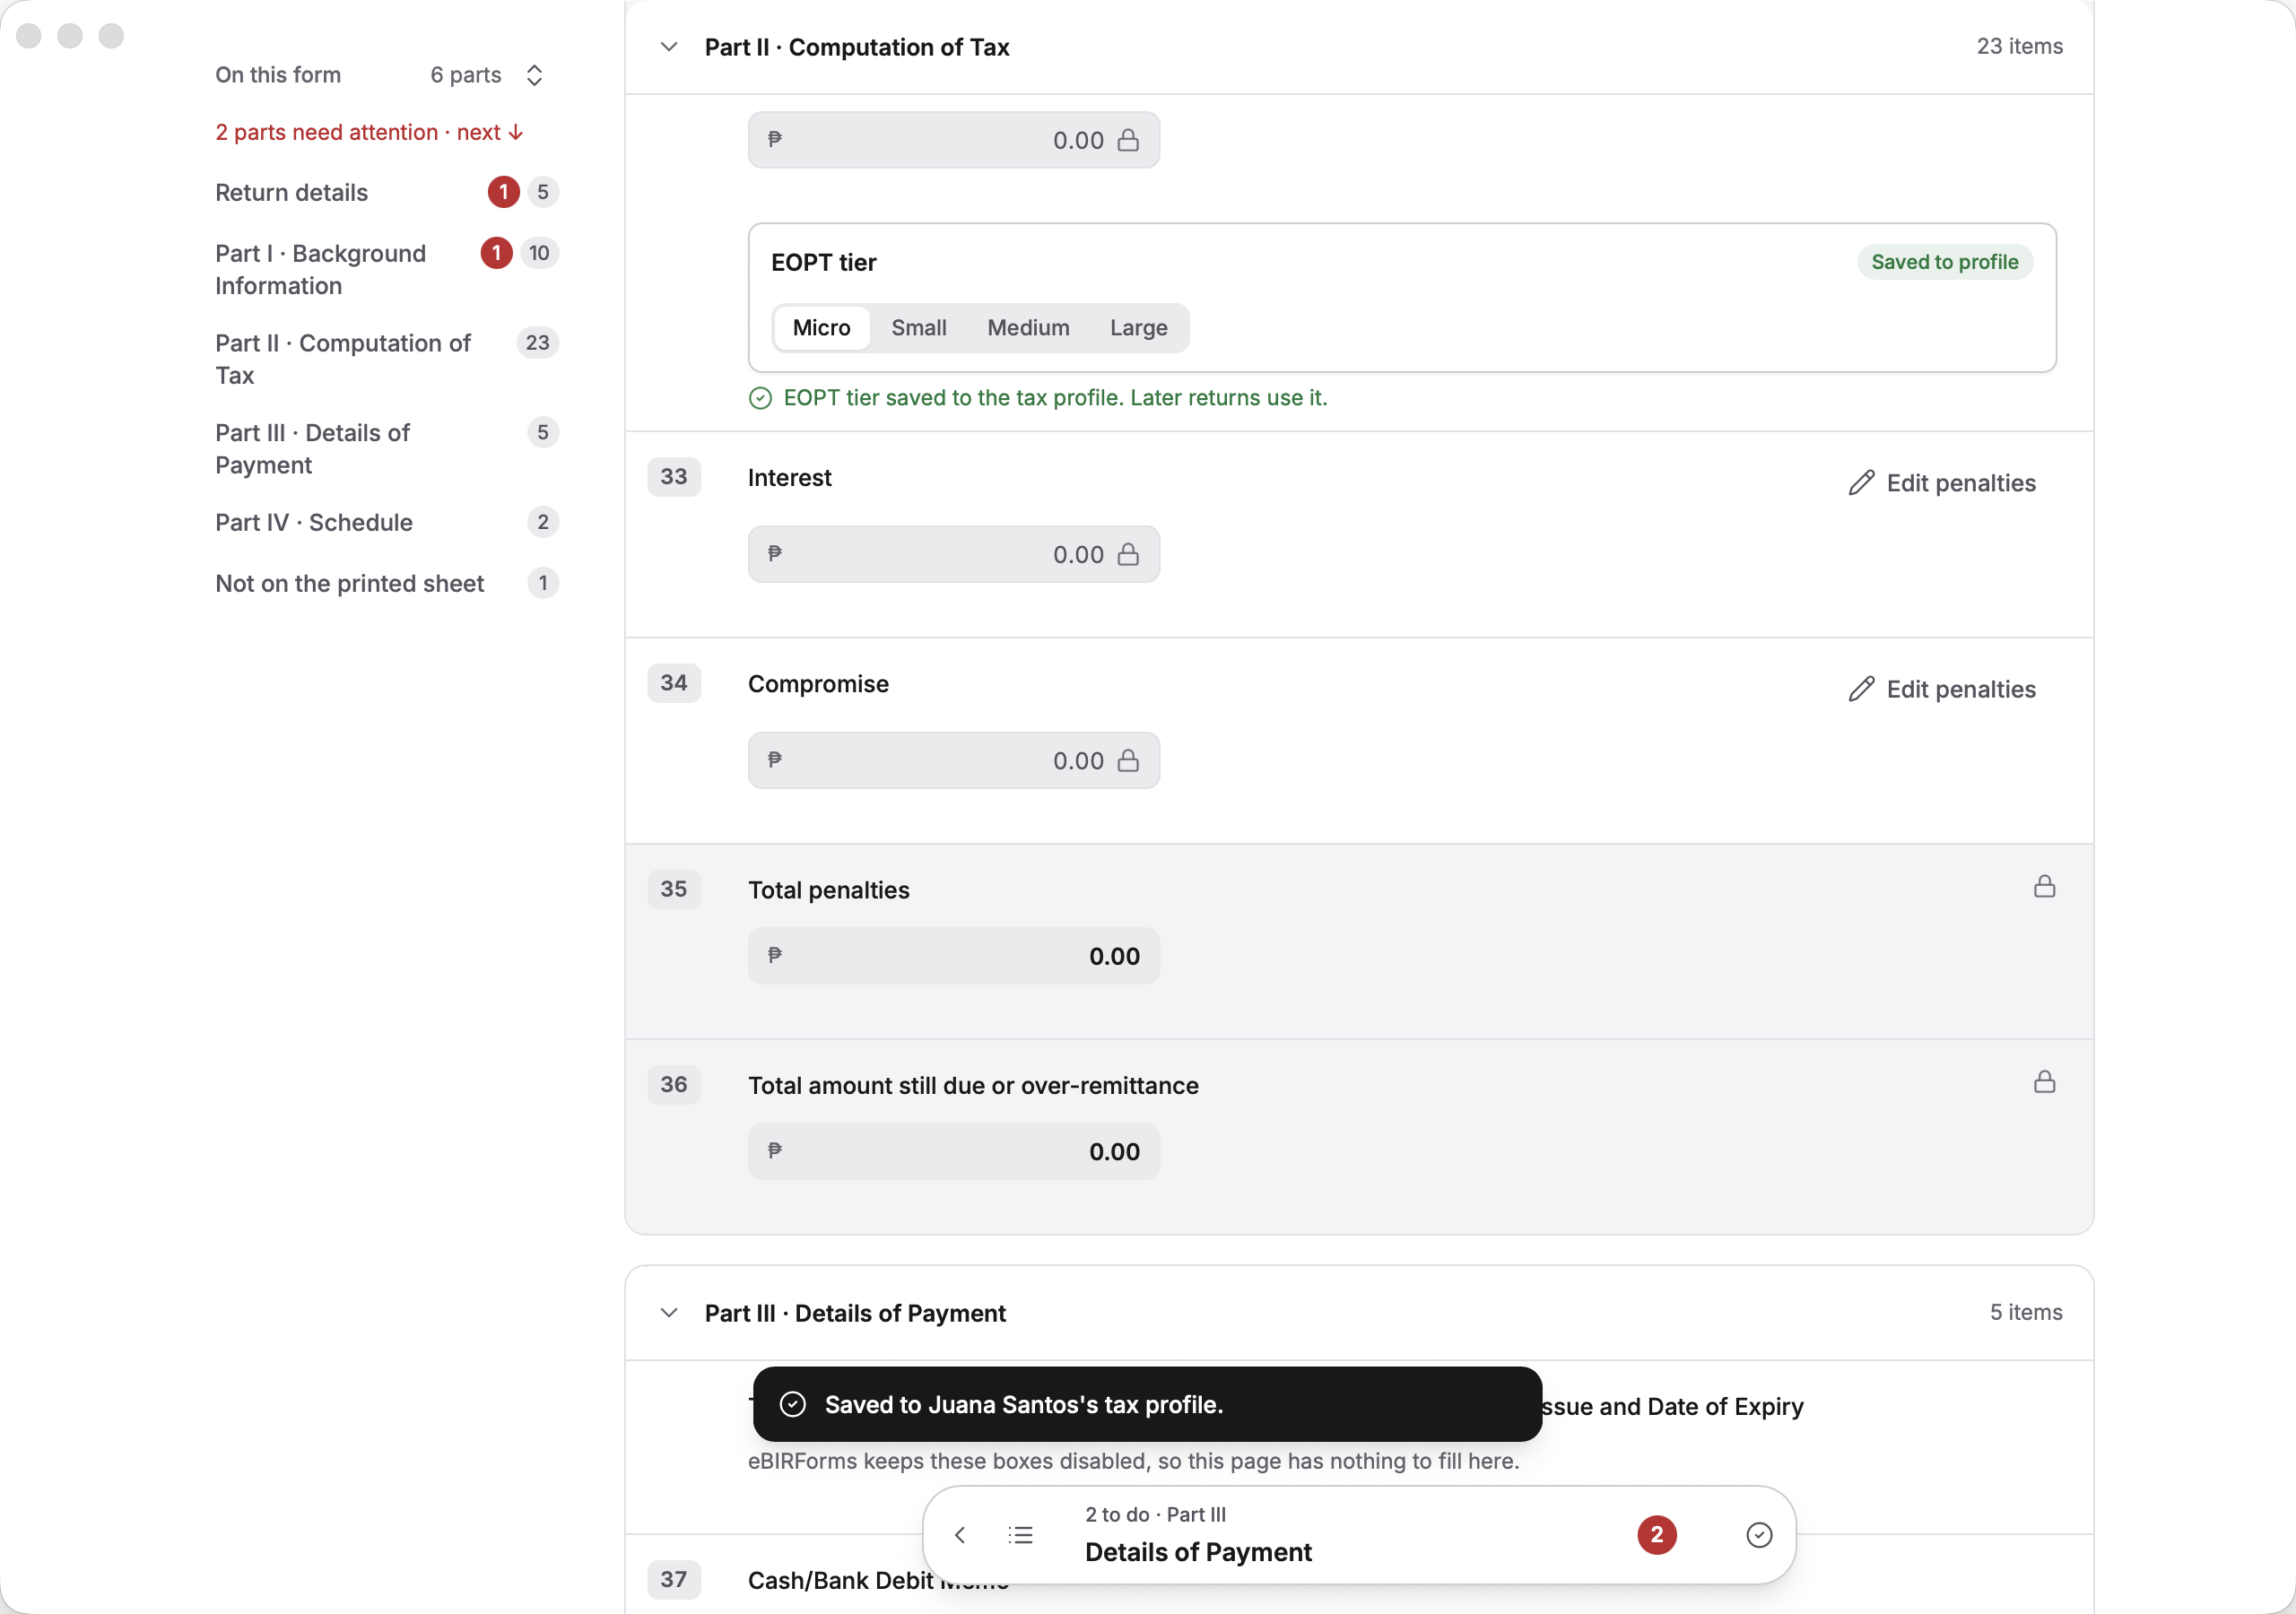 On this form
6 parts
2 parts need attention · next ↓
Return details
1
5
Part I · Background
Information
1
10
Part II · Computation of
Tax
23
Part III · Details of
Payment
5
Part IV · Schedule
2
Not on the printed sheet
1
Part II · Computation of Tax
23 items
₱ 0.00
EOPT tier
Saved to profile
Micro Small Medium Large
EOPT tier saved to the tax profile. Later returns use it.
33
Interest
Edit penalties
₱ 0.00
34
Compromise
Edit penalties
₱ 0.00
35
Total penalties
₱ 0.00
36
Total amount still due or over-remittance
₱ 0.00
Part III · Details of Payment
5 items
Saved to Juana Santos's tax profile.
ssue and Date of Expiry
eBIRForms keeps these boxes disabled, so this page has nothing to fill here.
2 to do · Part III
Details of Payment
2
37
Cash/Bank Debit